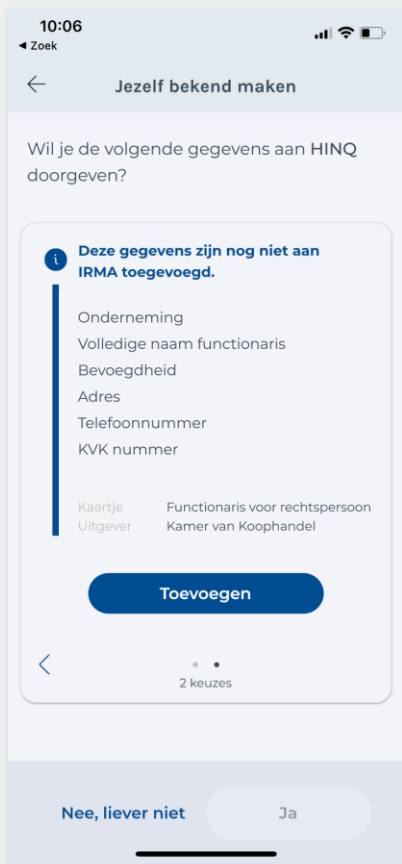 10:06
◀ Zoek
Jezelf bekend maken
Wil je de volgende gegevens aan HINQ
doorgeven?
Deze gegevens zijn nog niet aan
IRMA toegevoegd.
Onderneming
Volledige naam functionaris
Bevoegdheid
Adres
Telefoonnummer
KVK nummer
Kaartje Functionaris voor rechtspersoon
Uitgever Kamer van Koophandel
Toevoegen
2 keuzes
Nee, liever niet Ja